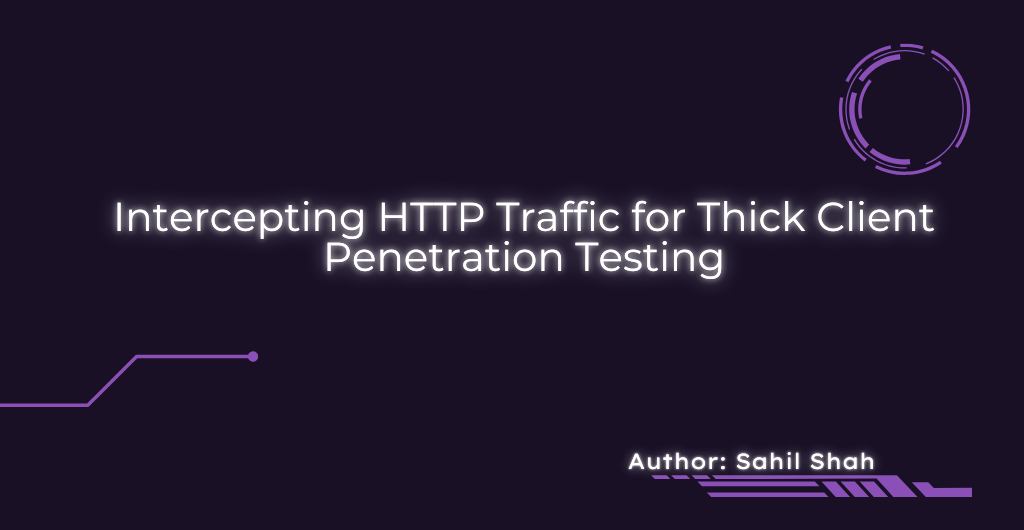 Intercepting HTTP Traffic for Thick Client
Penetration Testing
Author: Sahil Shah